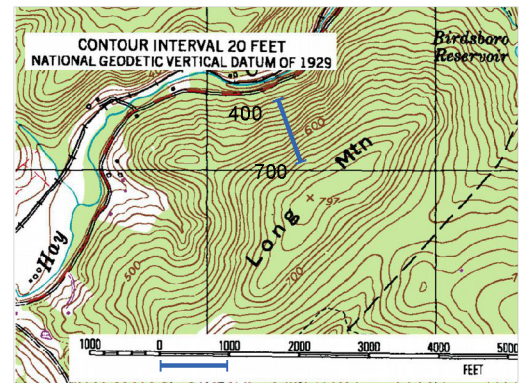 CONTOUR INTERVAL 20 FEET
NATIONAL GEODETIC VERTICAL DATUM OF 1929
Birdsboro
Reservoir
400
600
700
Long Mtn
797
Hay
500
700
1000 0 1000 2000 3000 4000 5000
FEET